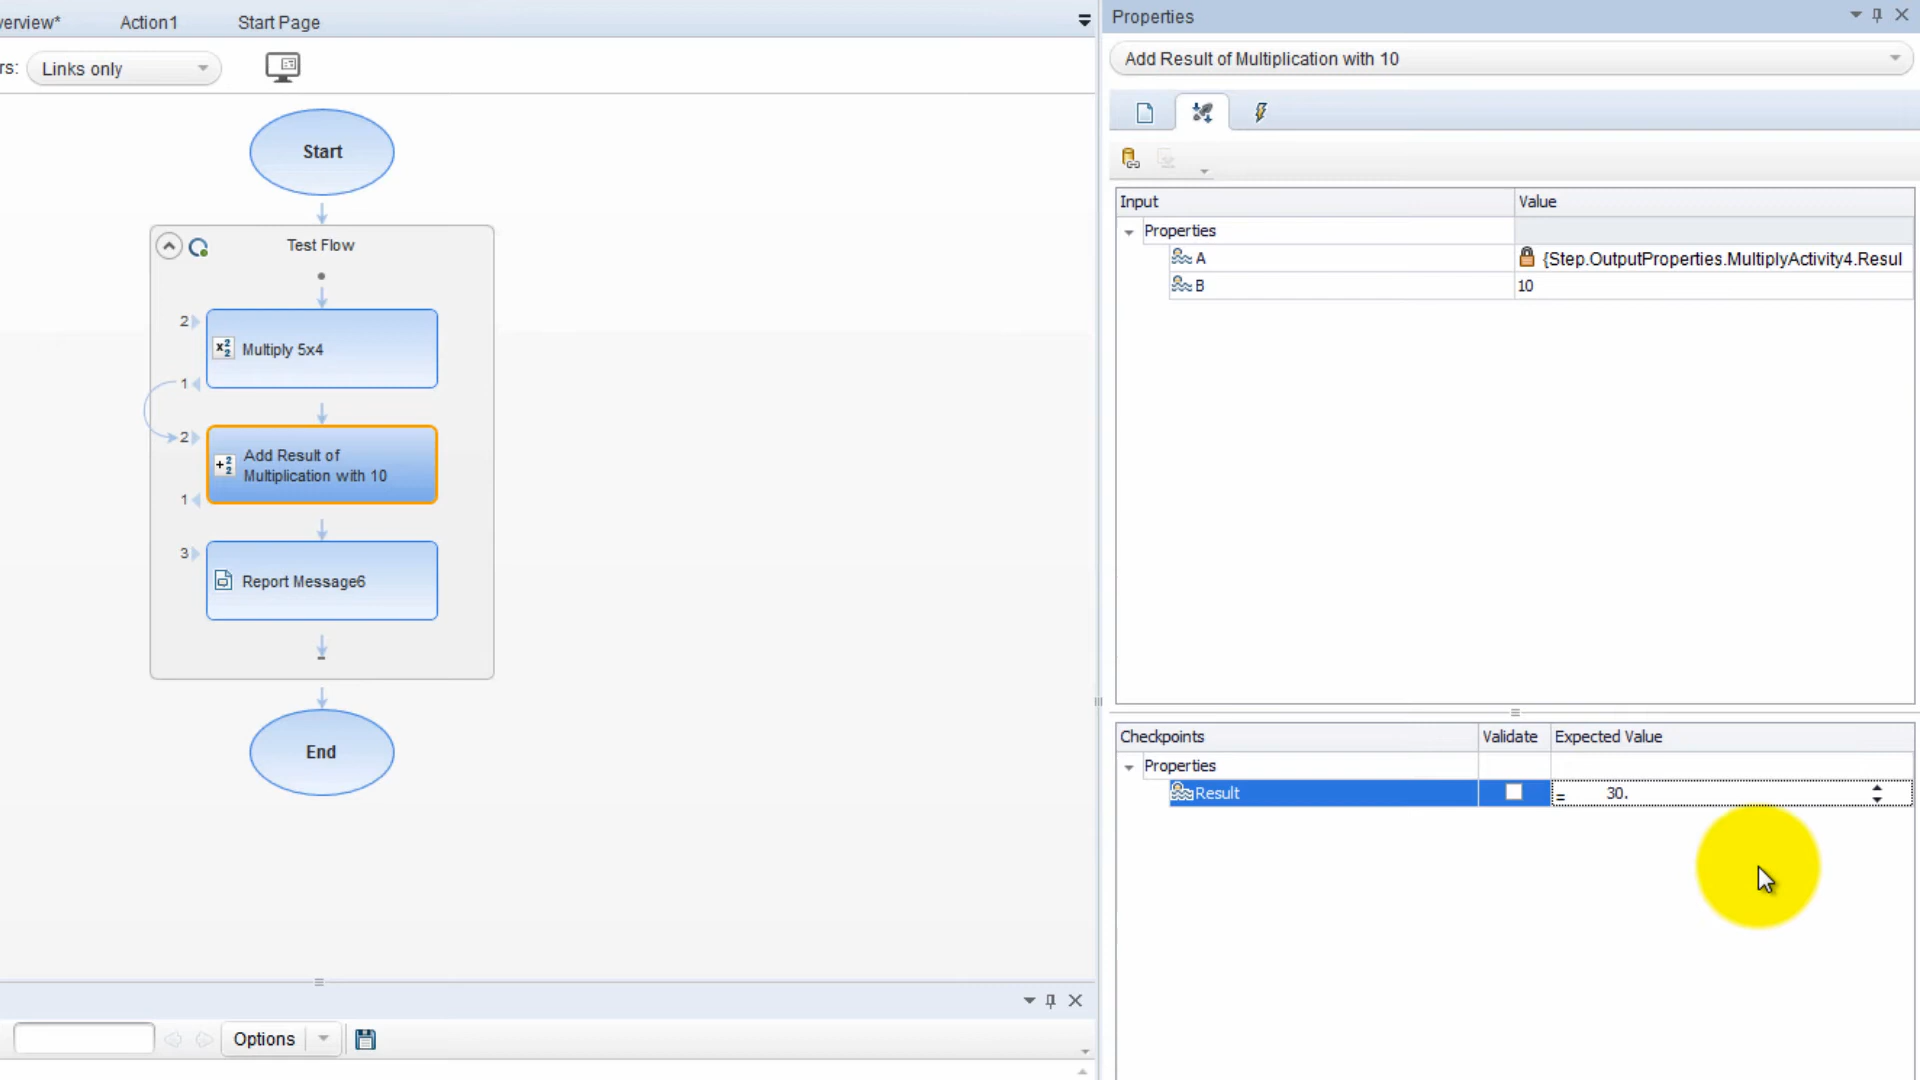 verview*
Action1
Start Page
rs:
Links only
Start
Test Flow
2
Multiply 5x4
1
2
Add Result of
Multiplication with 10
1
3
Report Message6
End
Options
Properties
Add Result of Multiplication with 10
Input
Value
Properties
A
{Step.OutputProperties.MultiplyActivity4.Resul
B
10
Checkpoints
Validate
Expected Value
Properties
Result
=
30.